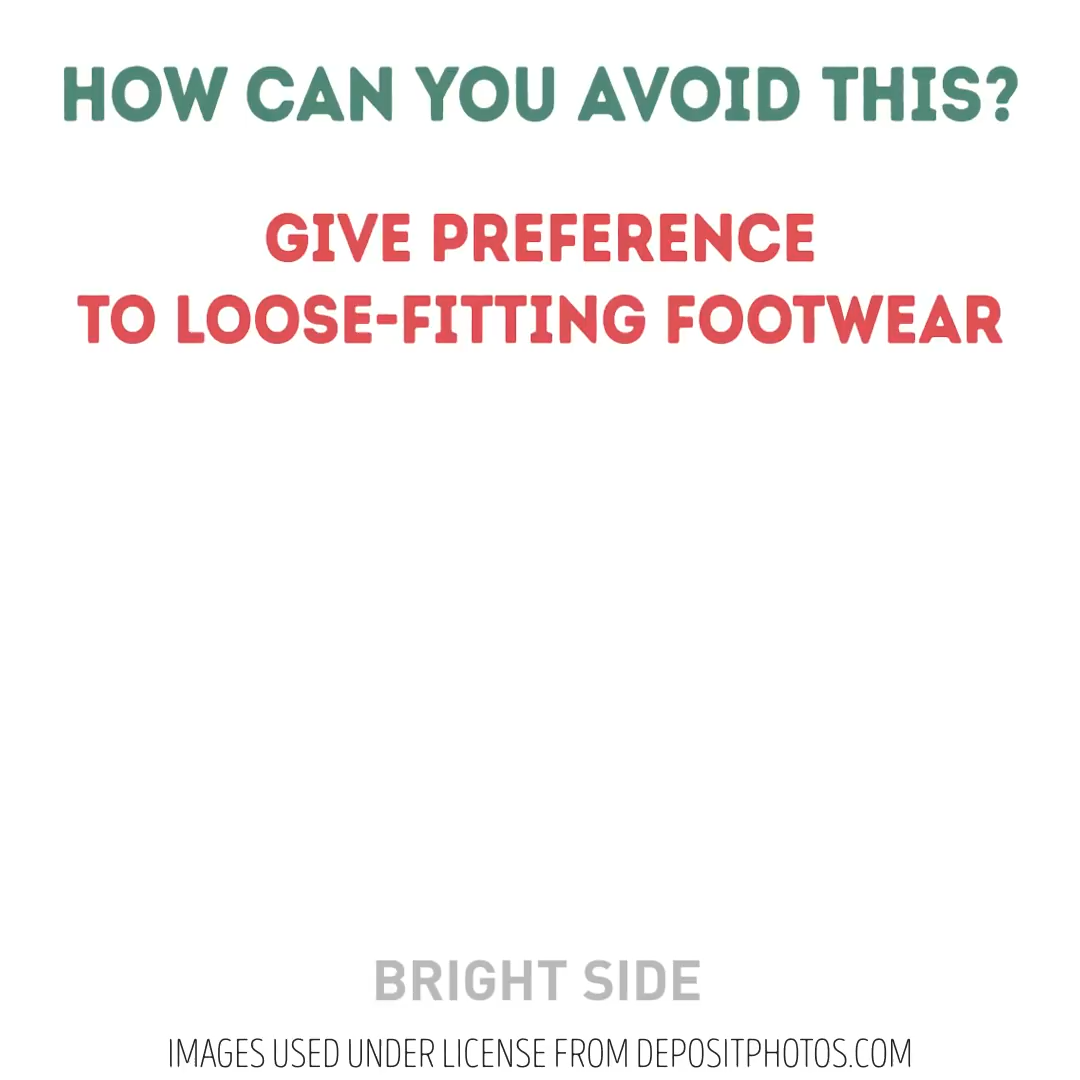 HOW CAN YOU AVOID THIS?
GIVE PREFERENCE
TO LOOSE-FITTING FOOTWEAR
BRIGHT SIDE
IMAGES USED UNDER LICENSE FROM DEPOSITPHOTOS.COM